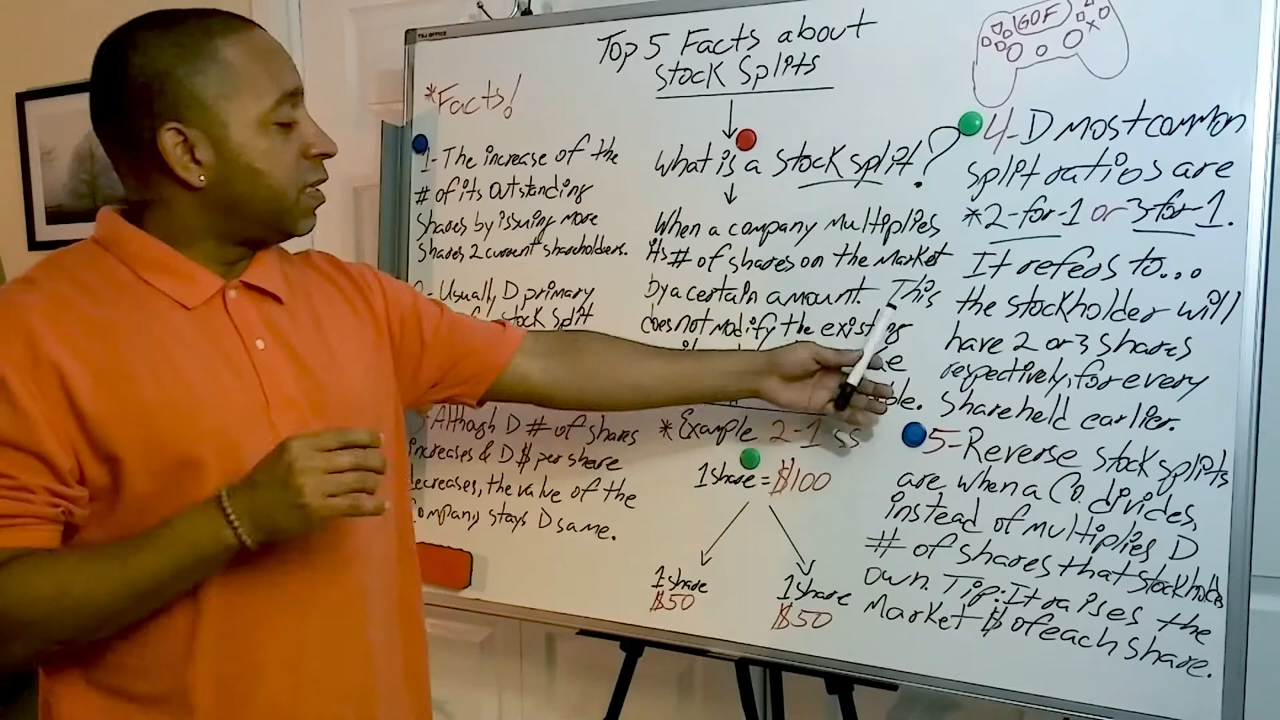 TSJ OFFICE
Top 5 Facts about
Stock Splits
GOF
X
*Facts!
1- The increase of the
# of its outstanding
shares by issuing more
shares 2 current shareholders.
Usually, D primary
stock split
Although D # of shares
increases & D $ per share
decreases, the value of the
company stays D same.
What is a stock split?
When a company multiplies
its # of shares on the market
by a certain amount. This
does not modify the existing
*Example 2-1 SS
1 share = $100
1 share
$50
1 share
$50
4- D most common
split ratios are
*2-for-1 or 3-for-1.
It refers to...
the stockholder will
have 2 or 3 shares
respectively, for every
share held earlier.
5- Reverse stock splits
are when a Co. divides,
instead of multiplies D
# of shares that stockholds
own. Tip: It raises the
market $ of each share.